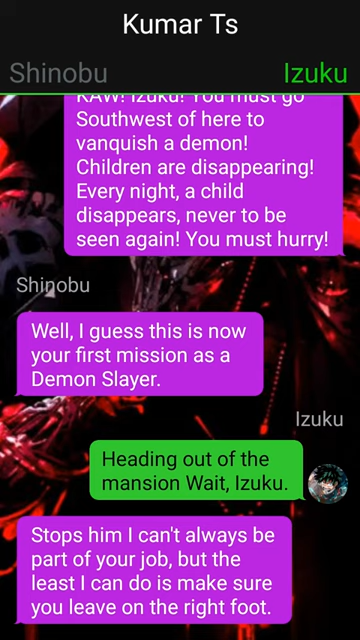 Kumar Ts
Shinobu
Izuku
KAW! Izuku! You must go
Southwest of here to
vanquish a demon!
Children are disappearing!
Every night, a child
disappears, never to be
seen again! You must hurry!
Shinobu
Well, I guess this is now
your first mission as a
Demon Slayer.
Izuku
Heading out of the
mansion Wait, Izuku.
Stops him I can't always be
part of your job, but the
least I can do is make sure
you leave on the right foot.